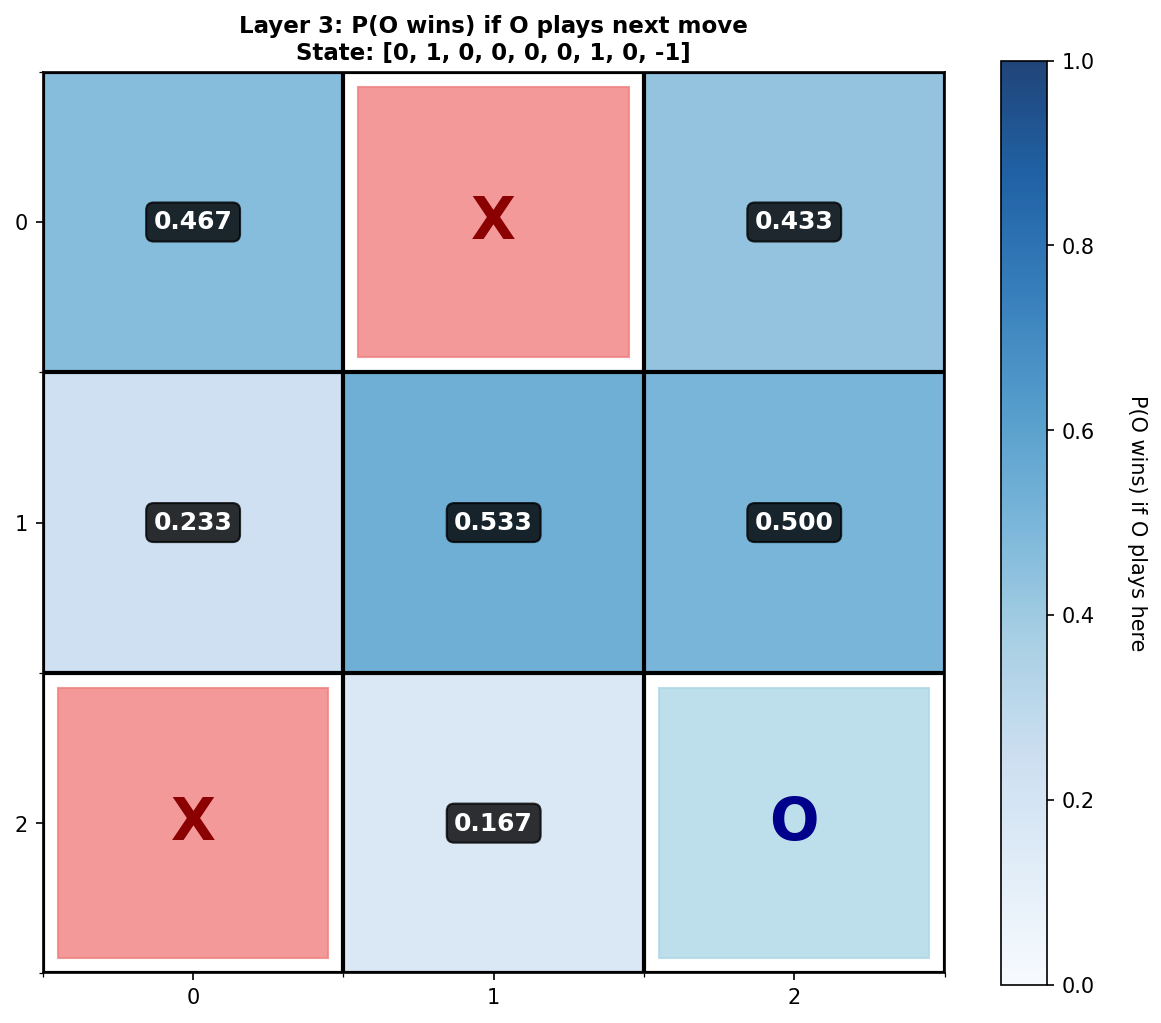 Layer 3: P(O wins) if O plays next move
State: [0, 1, 0, 0, 0, 0, 1, 0, -1]
0.467 X 0.433
0.233 0.533 0.500
X 0.167 O
0
1
2
0 1 2
1.0
0.8
0.6
0.4
0.2
0.0
P(O wins) if O plays here